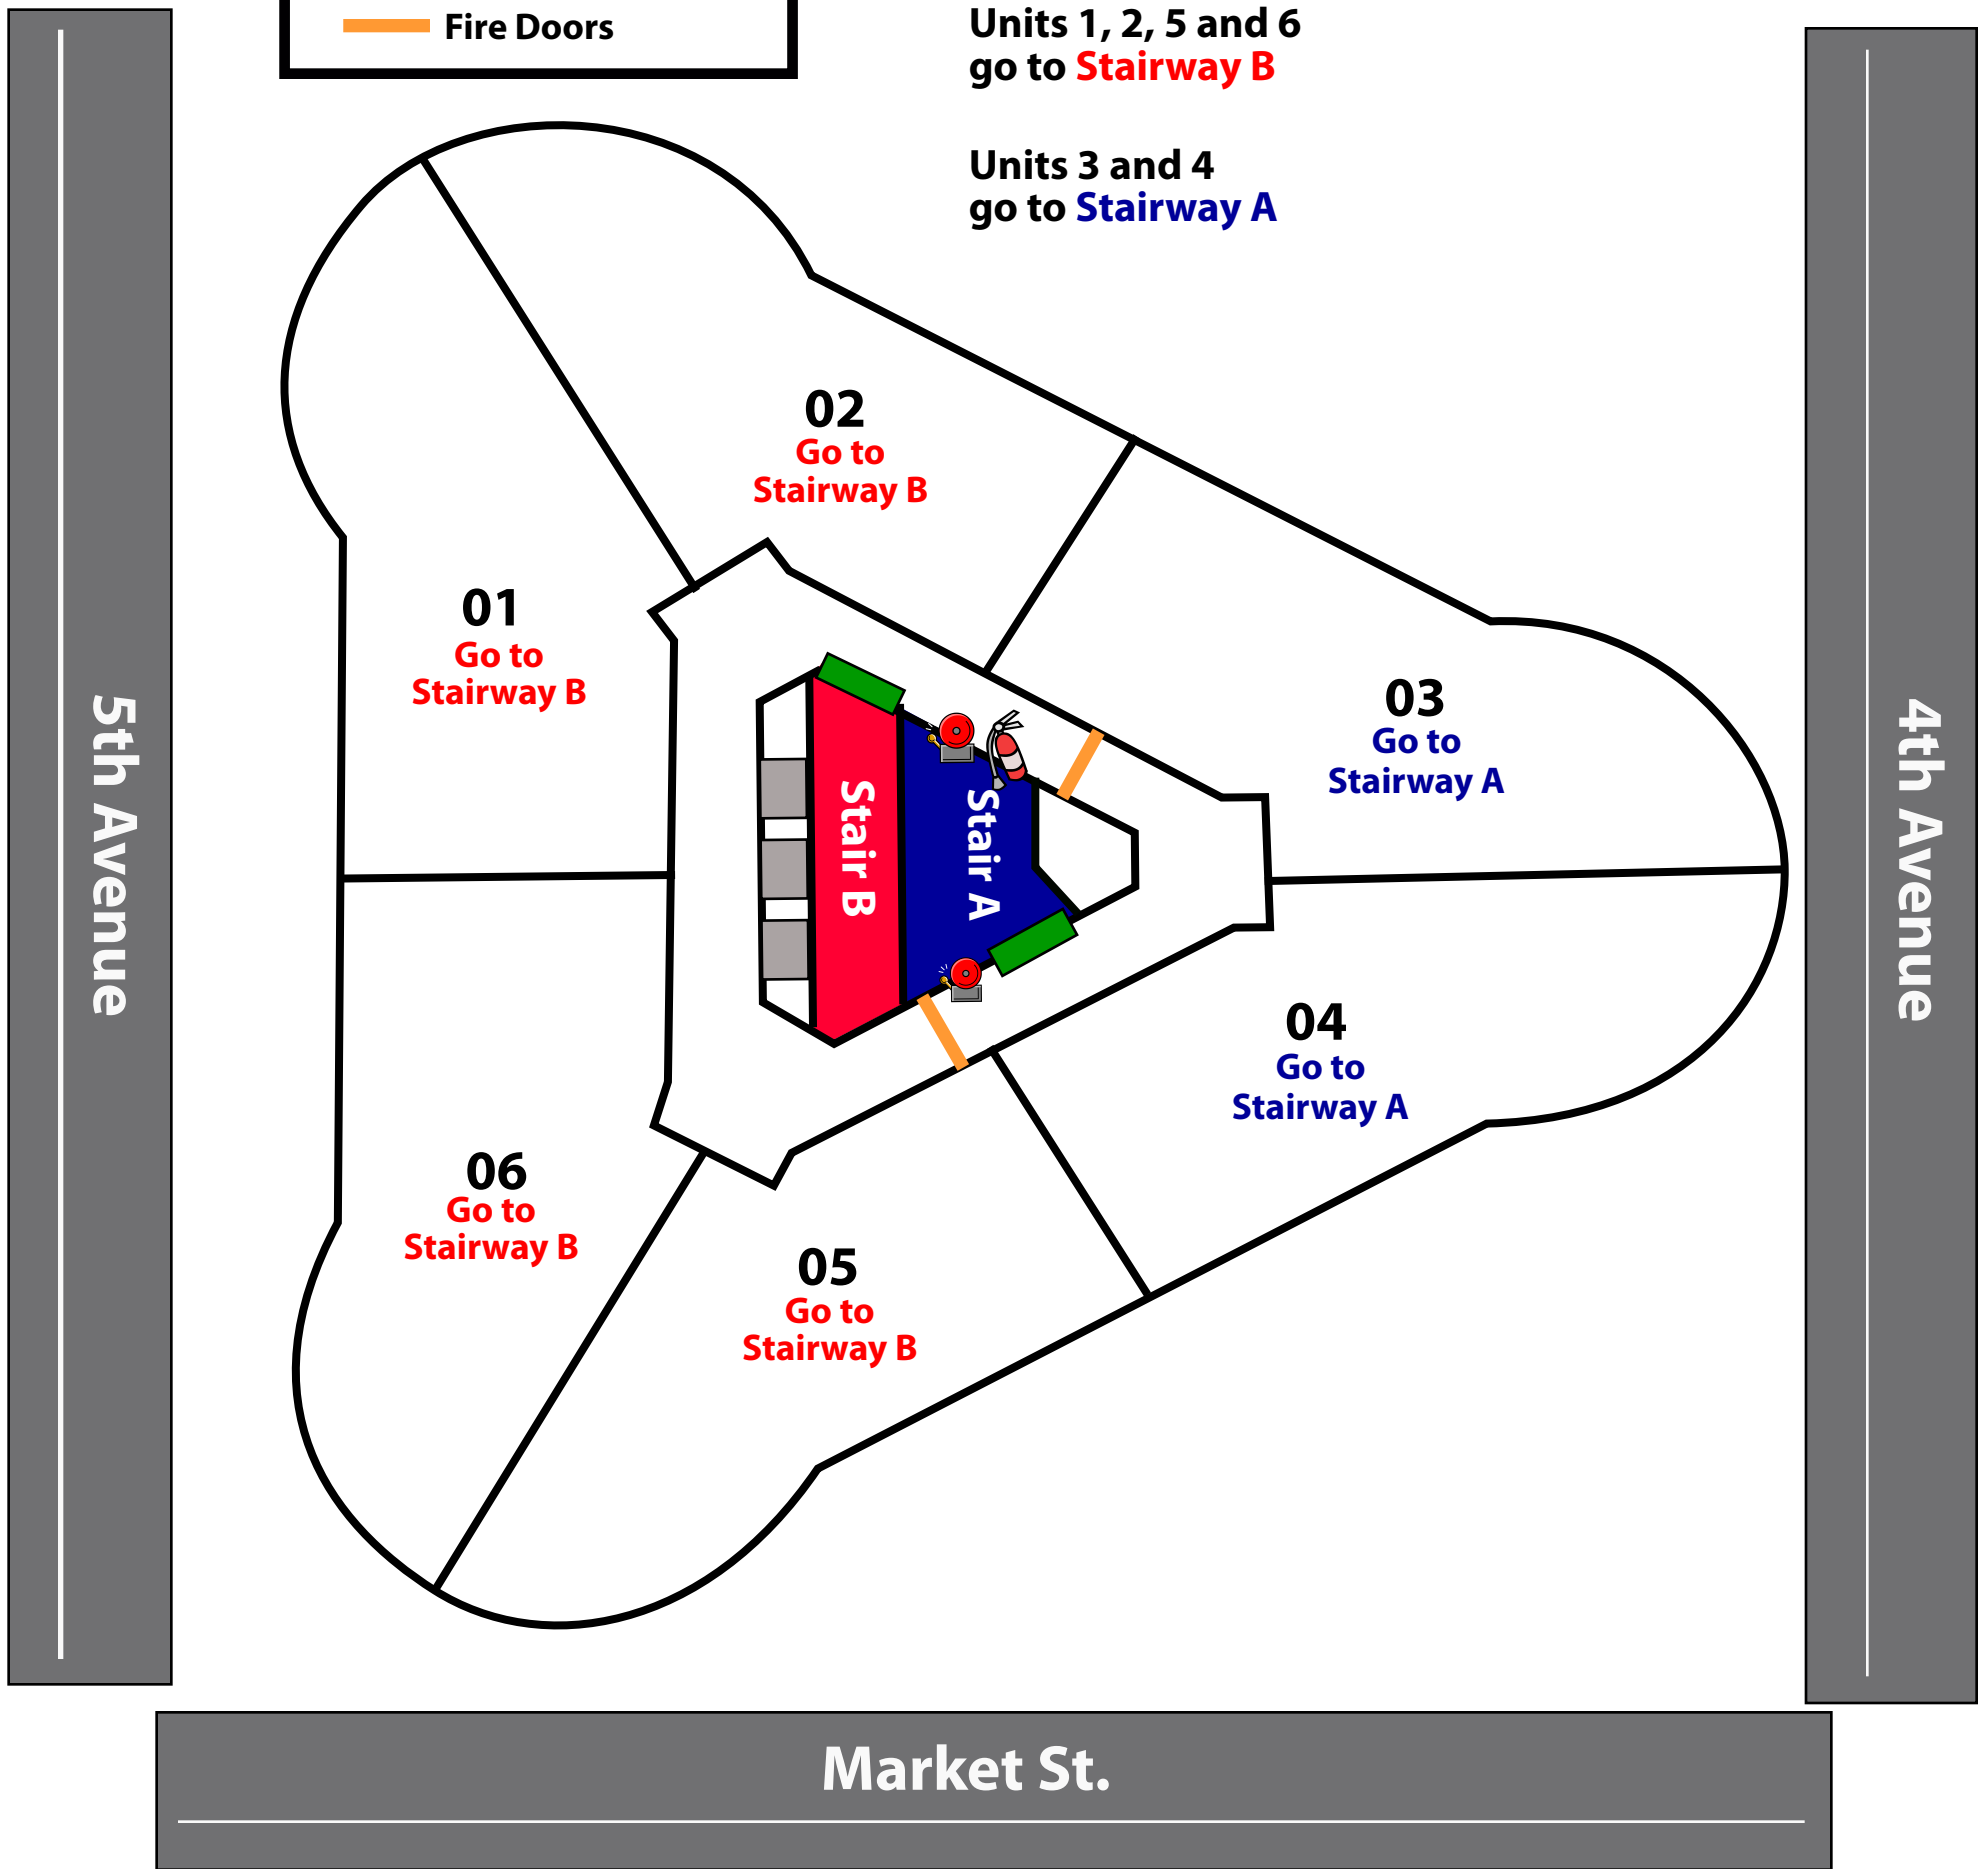 Fire Doors
Units 1, 2, 5 and 6
go to Stairway B
Units 3 and 4
go to Stairway A
02
Go to
Stairway B
01
Go to
Stairway B
03
Go to
Stairway A
Stair B
Stair A
5th Avenue
4th Avenue
04
Go to
Stairway A
06
Go to
Stairway B
05
Go to
Stairway B
Market St.